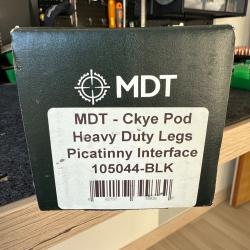 MDT
MDT - Ckye Pod
Heavy Duty Legs
Picatinny Interface
105044-BLK